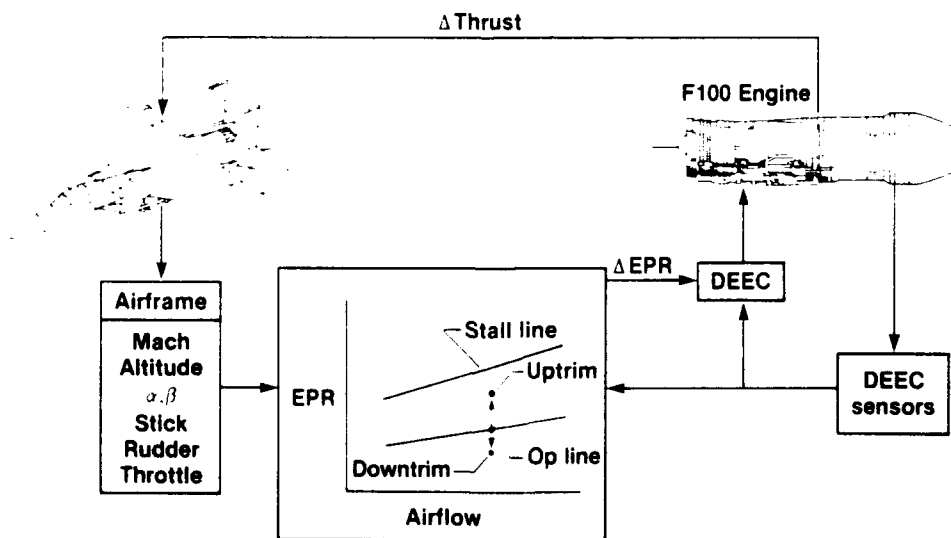 Δ Thrust
F100 Engine
Δ EPR
DEEC
Airframe
Mach
Altitude
α,β
Stick
Rudder
Throttle
EPR
Stall line
Uptrim
Downtrim
Op line
Airflow
DEEC
sensors